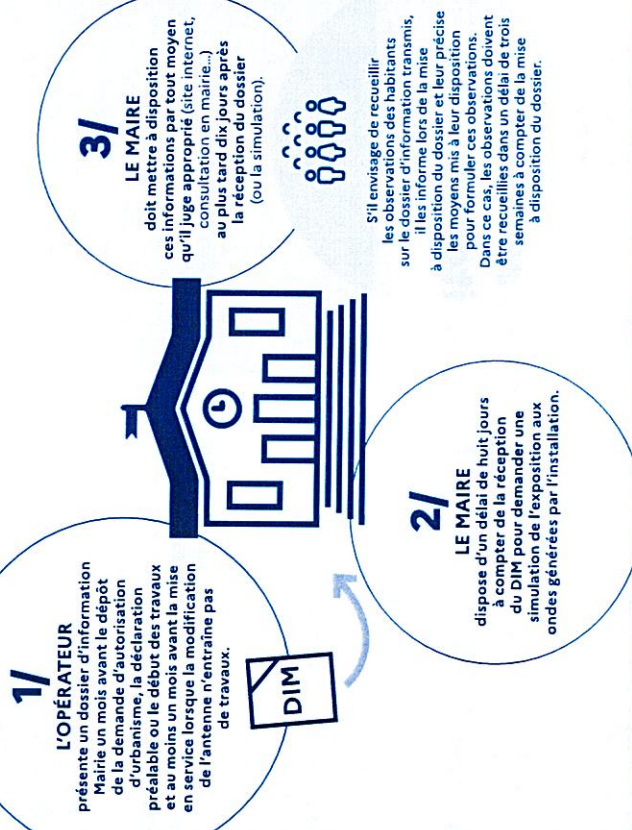 1/
L'OPÉRATEUR
présente un dossier d'information
Mairie un mois avant le dépôt
de la demande d'autorisation
d'urbanisme, la déclaration
préalable ou le début des travaux
et au moins un mois avant la mise
en service lorsque la modification
de l'antenne n'entraîne pas
de travaux.
DIM
2/
LE MAIRE
dispose d'un délai de huit jours
à compter de la réception
du DIM pour demander une
simulation de l'exposition aux
ondes générées par l'installation.
3/
LE MAIRE
doit mettre à disposition
ces informations par tout moyen
qu'il juge approprié (site internet,
consultation en mairie...)
au plus tard dix jours après
la réception du dossier
(ou la simulation).
S'il envisage de recueillir
les observations des habitants
sur le dossier d'information transmis,
il les informe lors de la mise
à disposition du dossier et leur précise
les moyens mis à leur disposition
pour formuler ces observations.
Dans ce cas, les observations doivent
être recueillies dans un délai de trois
semaines à compter de la mise
à disposition du dossier.